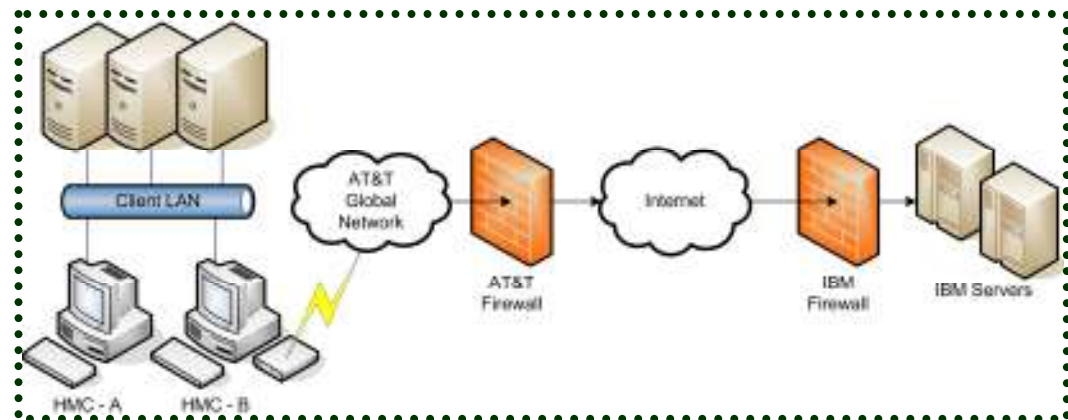 Client LAN
AT&T
Global
Network
Internet
AT&T
Firewall
IBM
Firewall
IBM Servers
HMC - A
HMC - B